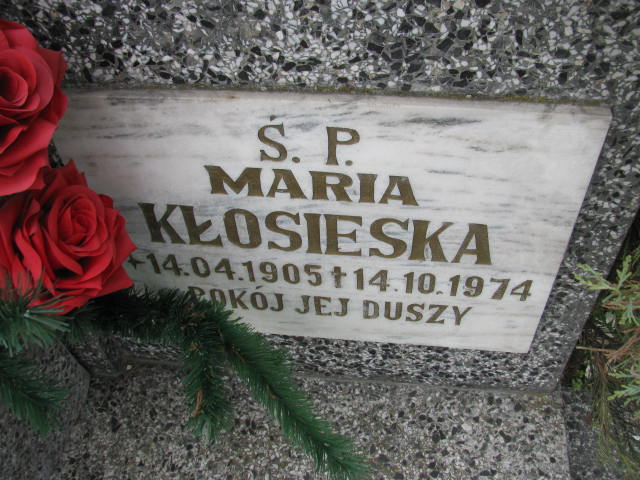 Ś. P.
MARIA
KŁOSIESKA
14.04.1905 † 14.10.1974
POKÓJ JEJ DUSZY